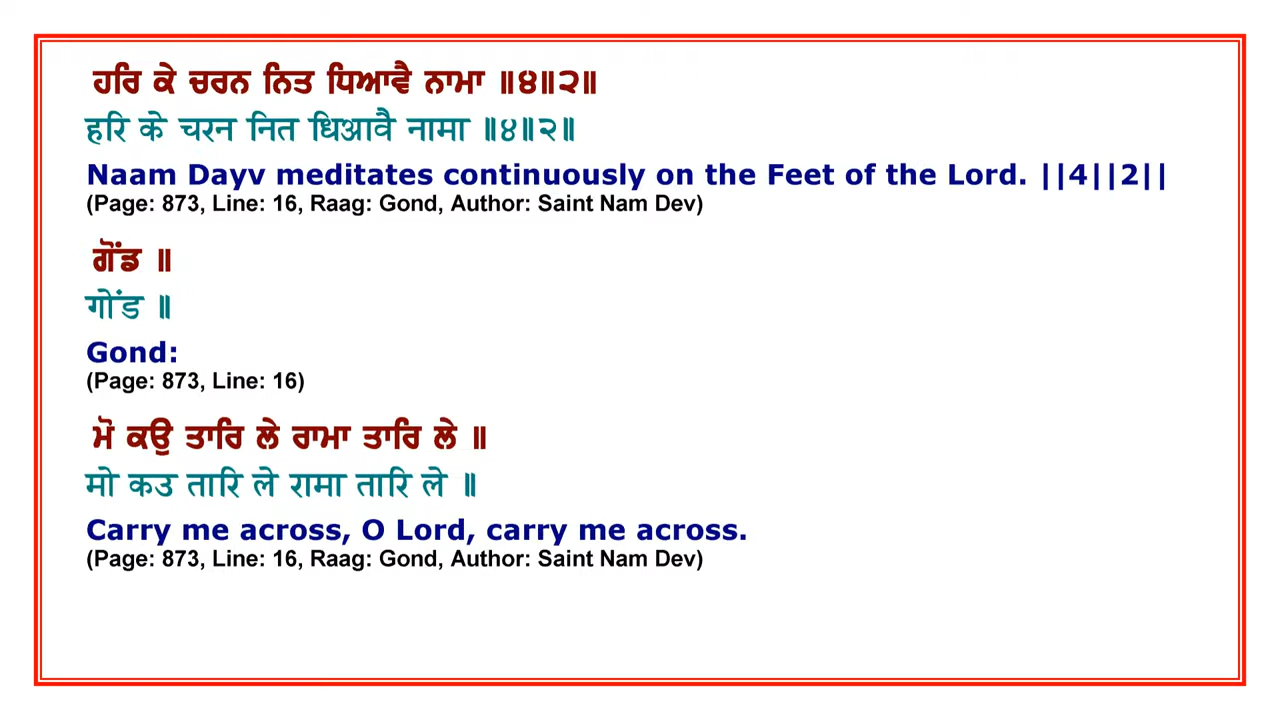 ਹਰਿ ਕੇ ਚਰਨ ਨਿਤ ਧਿਆਵੈ ਨਾਮਾ ॥੪॥੨॥
हरि के चरन नित धिआवै नामा ॥४॥२॥
Naam Dayv meditates continuously on the Feet of the Lord. ||4||2||
(Page: 873, Line: 16, Raag: Gond, Author: Saint Nam Dev)
ਗੋਂਡ ॥
गोंड ॥
Gond:
(Page: 873, Line: 16)
ਮੋ ਕਉ ਤਾਰਿ ਲੇ ਰਾਮਾ ਤਾਰਿ ਲੇ ॥
मो कउ तारि ले रामा तारि ले ॥
Carry me across, O Lord, carry me across.
(Page: 873, Line: 16, Raag: Gond, Author: Saint Nam Dev)